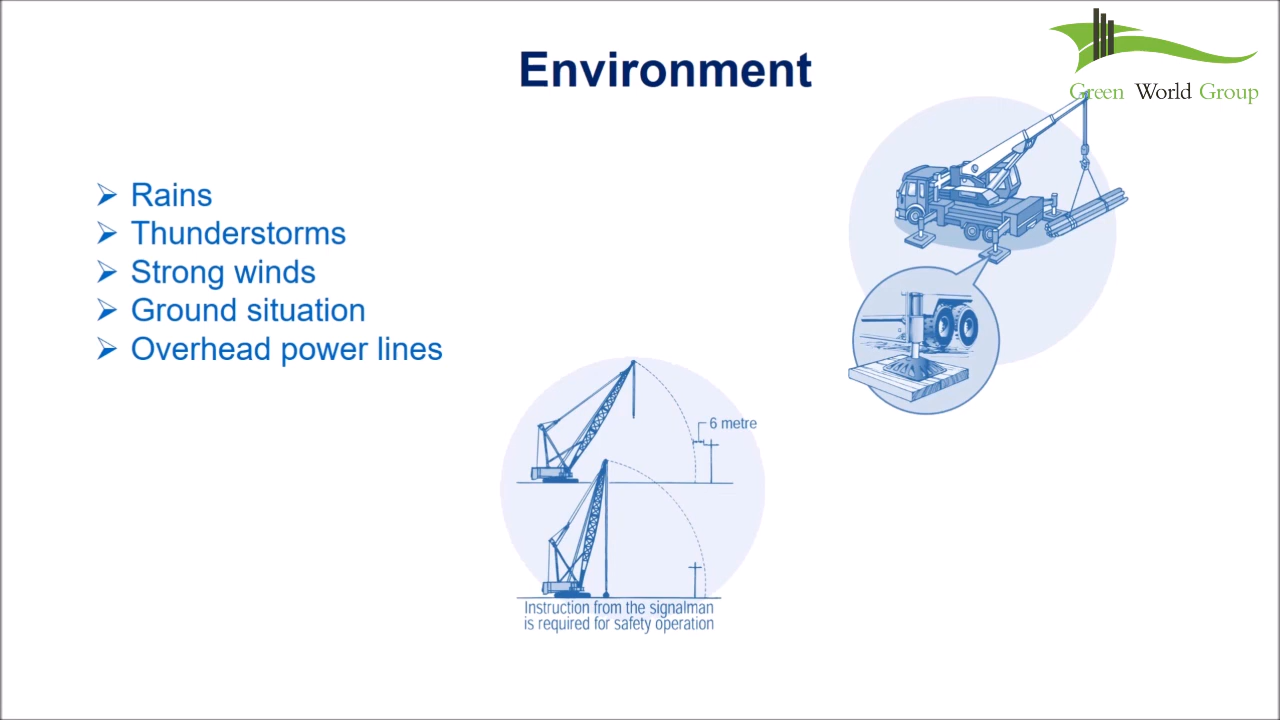 Environment
Green World Group
Rains
Thunderstorms
Strong winds
Ground situation
Overhead power lines
6 metre
Instruction from the signalman
is required for safety operation